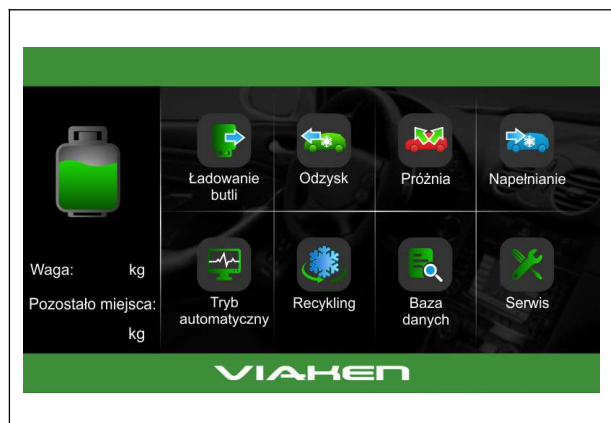 Ładowanie
butli
Odzysk
Próżnia
Napełnianie
Waga: kg
Pozostało miejsca:
kg
Tryb
automatyczny
Recykling
Baza
danych
Serwis
VIAKEN